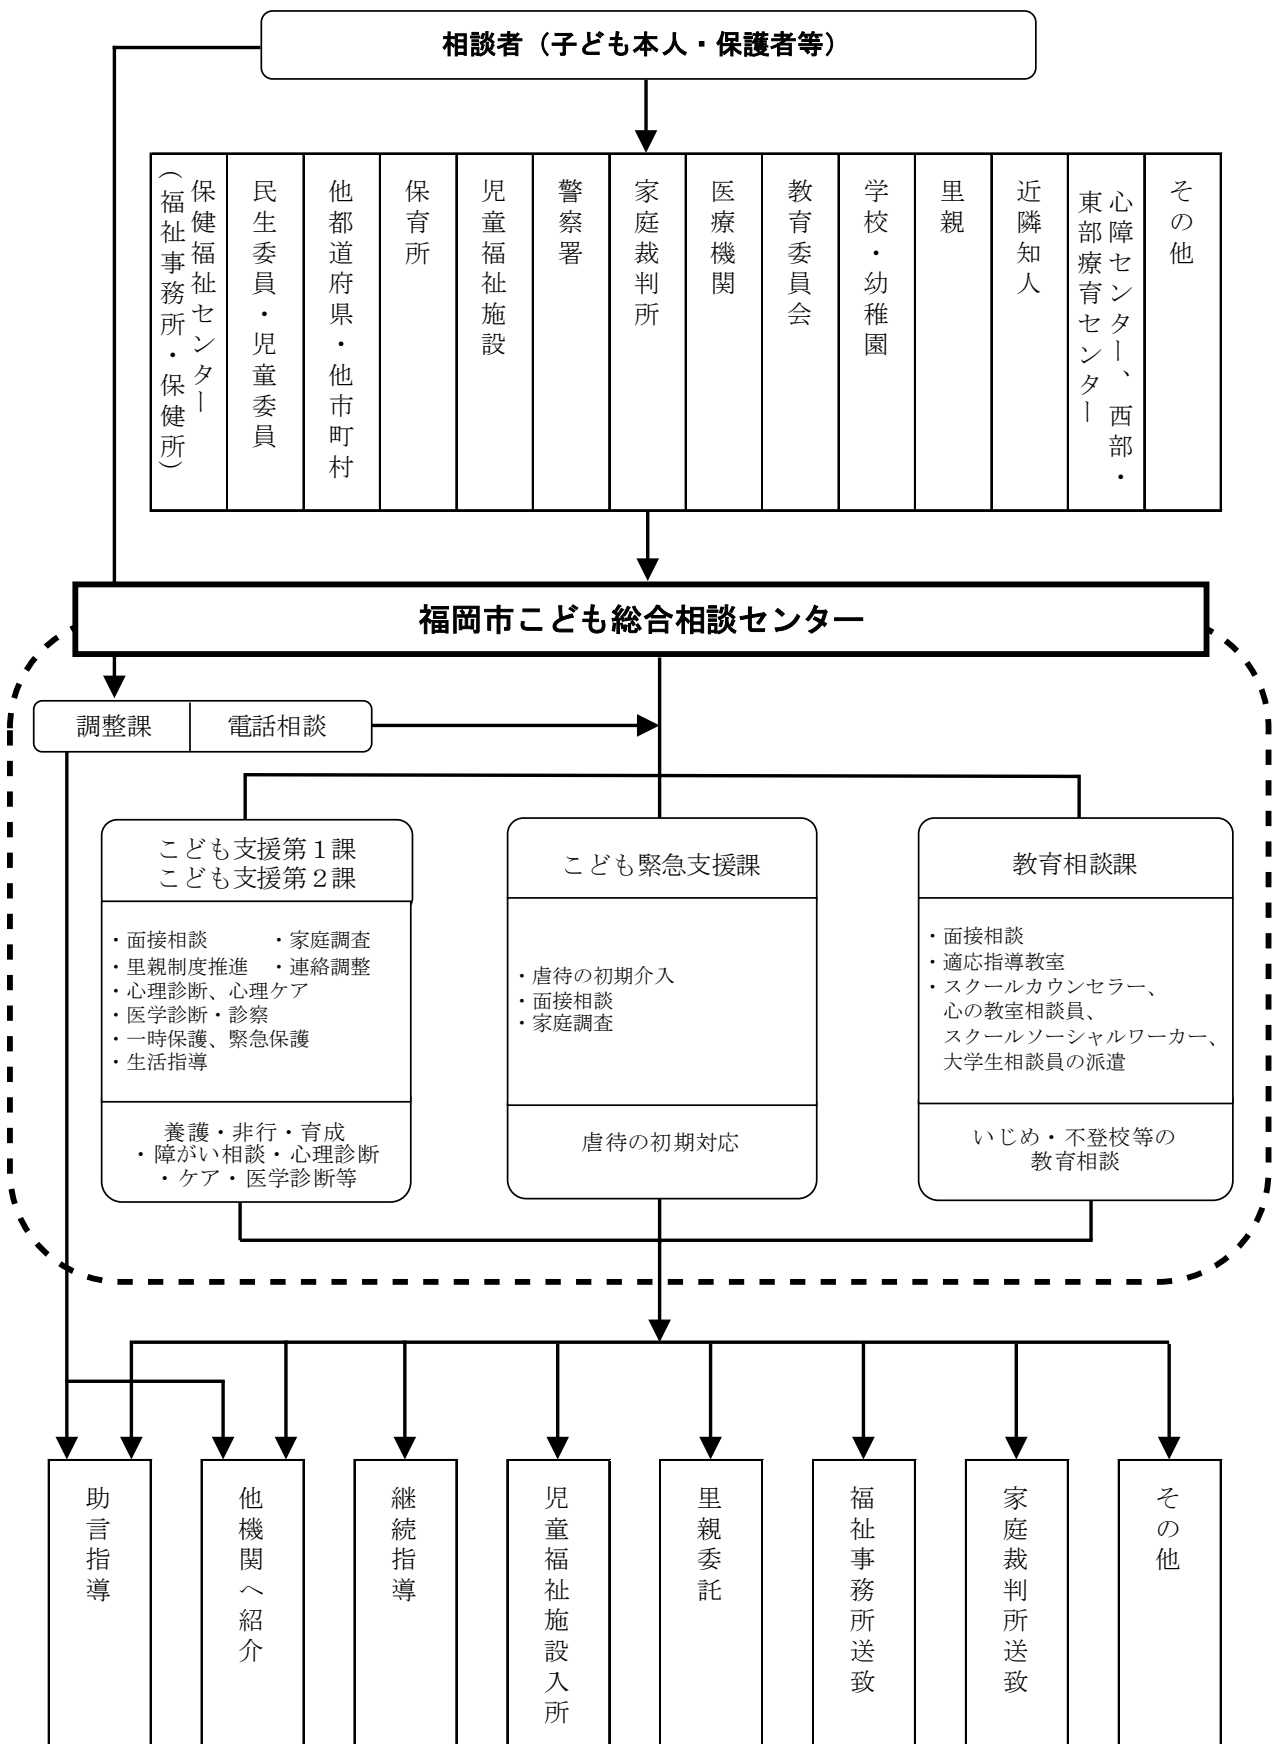 相談者（子ども本人・保護者等）
保健福祉センター
（福祉事務所・保健所）
民生委員・児童委員
他都道府県・他市町村
保育所
児童福祉施設
警察署
家庭裁判所
医療機関
教育委員会
学校・幼稚園
里親
近隣知人
心障センター、西部・
東部療育センター
その他
福岡市こども総合相談センター
調整課
電話相談
こども支援第１課
こども支援第２課
・面接相談　・家庭調査
・里親制度推進　・連絡調整
・心理診断、心理ケア
・医学診断・診察
・一時保護、緊急保護
・生活指導
養護・非行・育成
・障がい相談・心理診断
・ケア・医学診断等
こども緊急支援課
・虐待の初期介入
・面接相談
・家庭調査
虐待の初期対応
教育相談課
・面接相談
・適応指導教室
・スクールカウンセラー、
心の教室相談員、
スクールソーシャルワーカー、
大学生相談員の派遣
いじめ・不登校等の
教育相談
助言指導
他機関へ紹介
継続指導
児童福祉施設入所
里親委託
福祉事務所送致
家庭裁判所送致
その他